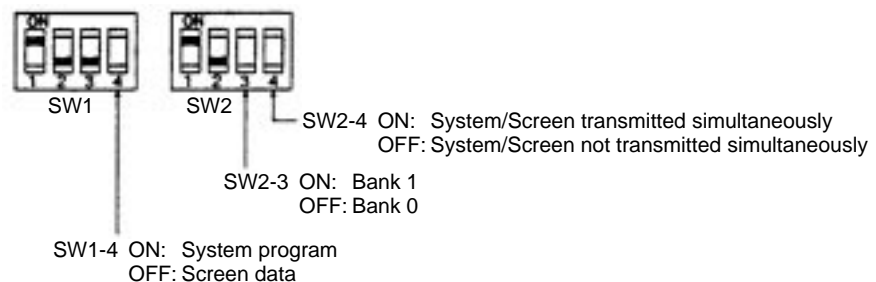 ON ON
1 2 3 4 1 2 3 4
SW1 SW2
SW2-4 ON: System/Screen transmitted simultaneously
OFF: System/Screen not transmitted simultaneously
SW2-3 ON: Bank 1
OFF: Bank 0
SW1-4 ON: System program
OFF: Screen data